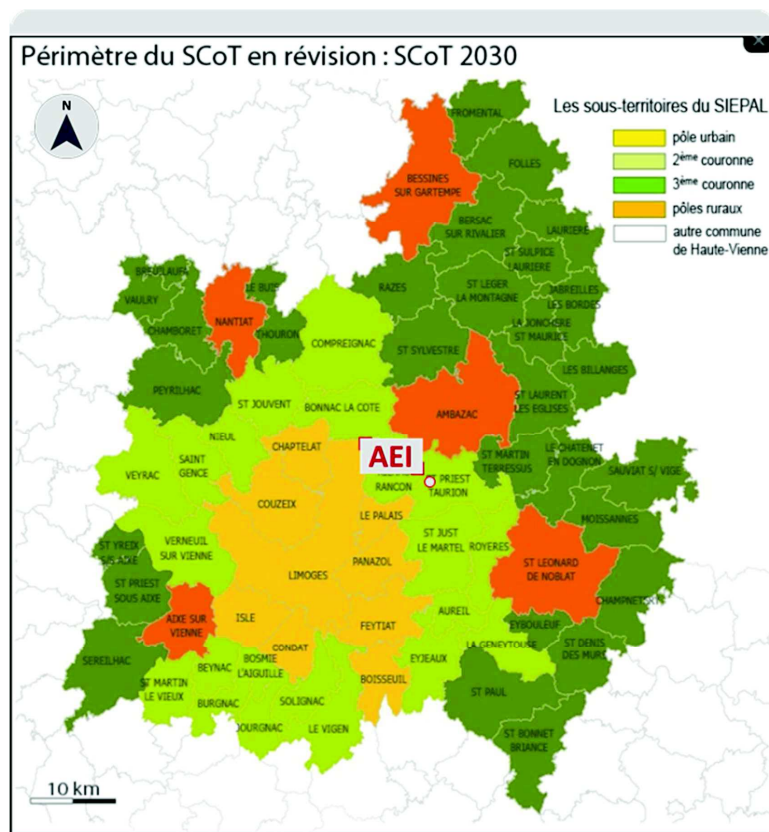 Périmètre du SCoT en révision : SCoT 2030
N
Les sous-territoires du SIEPAL
pôle urbain
2ème couronne
3ème couronne
pôles ruraux
autre commune
de Haute-Vienne
FROMENTAL
FOLLES
BESSINES
SUR GARTEMPE
BERSAC
SUR RIVALIER
LAURIERE
ST SULPICE
LAURIERE
BREUILAUFA
LE BUIS
RAZES
ST LEGER
LA MONTAGNE
JABREILLES
LES BORDES
VAULRY
NANTIAT
CHAMBORET
THOURON
LA JONCHERE
ST MAURICE
COMPREIGNAC
ST SYLVESTRE
LES BILLANGES
PEYRILHAC
ST JOUVENT
BONNAC LA COTE
AMBAZAC
ST LAURENT
LES EGLISES
NIEUL
CHAPTELAT
AEI
ST MARTIN
TERRESSUS
LE CHATENET
EN DOGNON
SAUVIAT S/ VIGE
VEYRAC
SAINT
GENCE
RANCON
ST PRIEST
TAURION
COUZEIX
LE PALAIS
MOISSANNES
ST YREIX
S/S AIXE
VERNEUIL
SUR VIENNE
ST JUST
LE MARTEL
ROYERES
ST LEONARD
DE NOBLAT
ST PRIEST
SOUS AIXE
LIMOGES
PANAZOL
CHAMPNETERY
AIXE SUR
VIENNE
ISLE
FEYTIAT
AUREIL
EYBOULEUF
LA GENEYTOUSE
ST DENIS
DES MURS
SEREILHAC
CONDAT
BOSMIE
L'AIGUILLE
BEYNAC
EYJEAUX
ST MARTIN
LE VIEUX
BURGNAC
SOLIGNAC
BOISSEUIL
ST PAUL
JOURGNAC
LE VIGEN
ST BONNET
BRIANCE
10 km